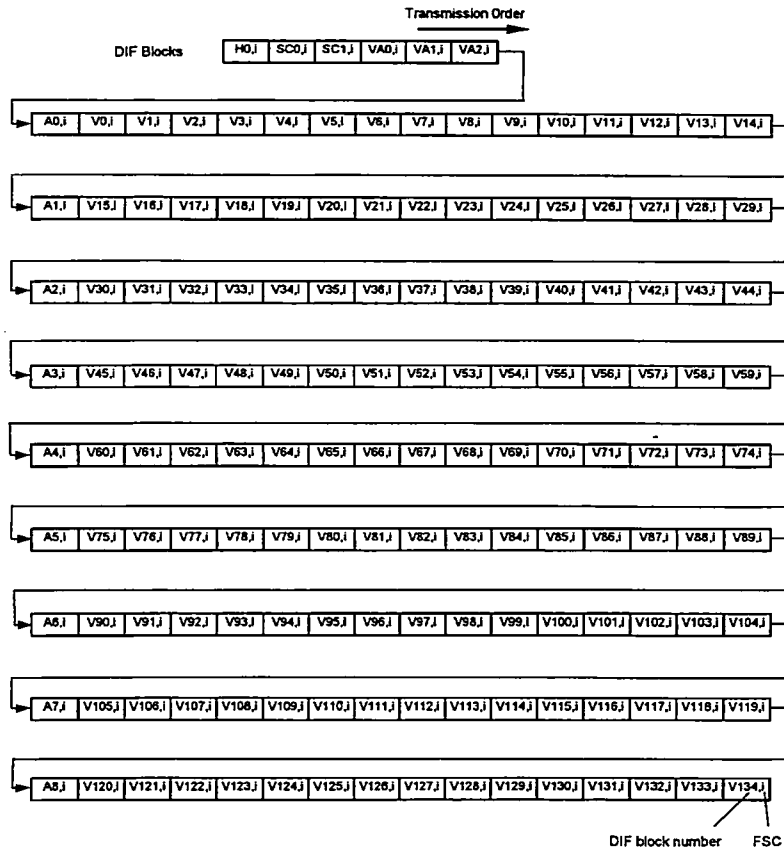 Transmission Order
DIF Blocks H0,i SC0,i SC1,i VA0,i VA1,i VA2,i
A0,i V0,i V1,i V2,i V3,i V4,i V5,i V6,i V7,i V8,i V9,i V10,i V11,i V12,i V13,i V14,i
A1,i V15,i V16,i V17,i V18,i V19,i V20,i V21,i V22,i V23,i V24,i V25,i V26,i V27,i V28,i V29,i
A2,i V30,i V31,i V32,i V33,i V34,i V35,i V36,i V37,i V38,i V39,i V40,i V41,i V42,i V43,i V44,i
A3,i V45,i V46,i V47,i V48,i V49,i V50,i V51,i V52,i V53,i V54,i V55,i V56,i V57,i V58,i V59,i
A4,i V60,i V61,i V62,i V63,i V64,i V65,i V66,i V67,i V68,i V69,i V70,i V71,i V72,i V73,i V74,i
A5,i V75,i V76,i V77,i V78,i V79,i V80,i V81,i V82,i V83,i V84,i V85,i V86,i V87,i V88,i V89,i
A6,i V90,i V91,i V92,i V93,i V94,i V95,i V96,i V97,i V98,i V99,i V100,i V101,i V102,i V103,i V104,i
A7,i V105,i V106,i V107,i V108,i V109,i V110,i V111,i V112,i V113,i V114,i V115,i V116,i V117,i V118,i V119,i
A8,i V120,i V121,i V122,i V123,i V124,i V125,i V126,i V127,i V128,i V129,i V130,i V131,i V132,i V133,i V134,i
DIF block number FSC